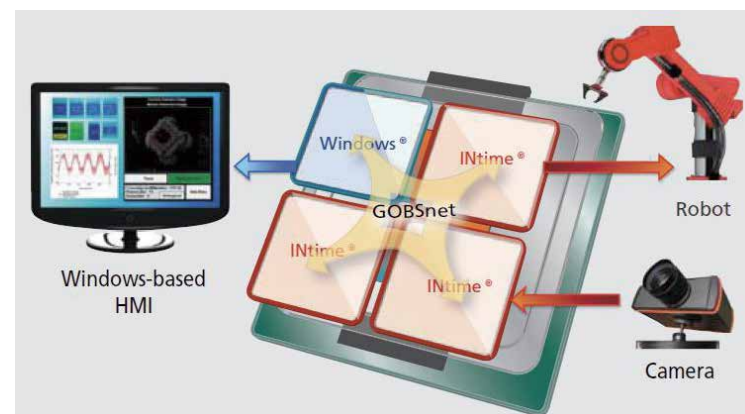 Windows ®
INtime ®
GOBSnet
INtime ®
INtime ®
Robot
Windows-based
HMI
Camera